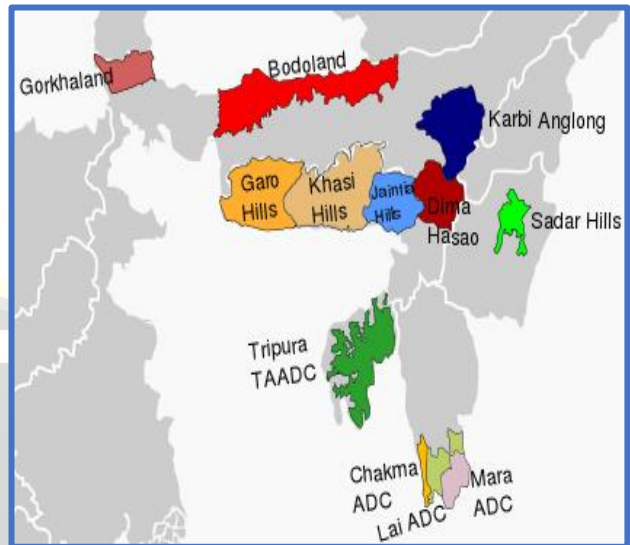 Bodoland
Gorkhaland
Karbi Anglong
Garo
Hills
Khasi
Hills
Jaintia
Hills
Dima
Hasao
Sadar Hills
Tripura
TAADC
Chakma
ADC
Lai ADC
Mara
ADC